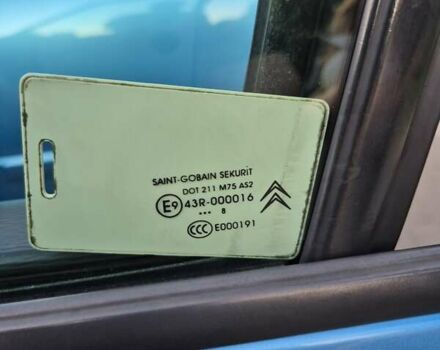 SAINT-GOBAIN SEKURIT
DOT 211 M75 AS2
E9 43R-000016
... 8
CCC E000191